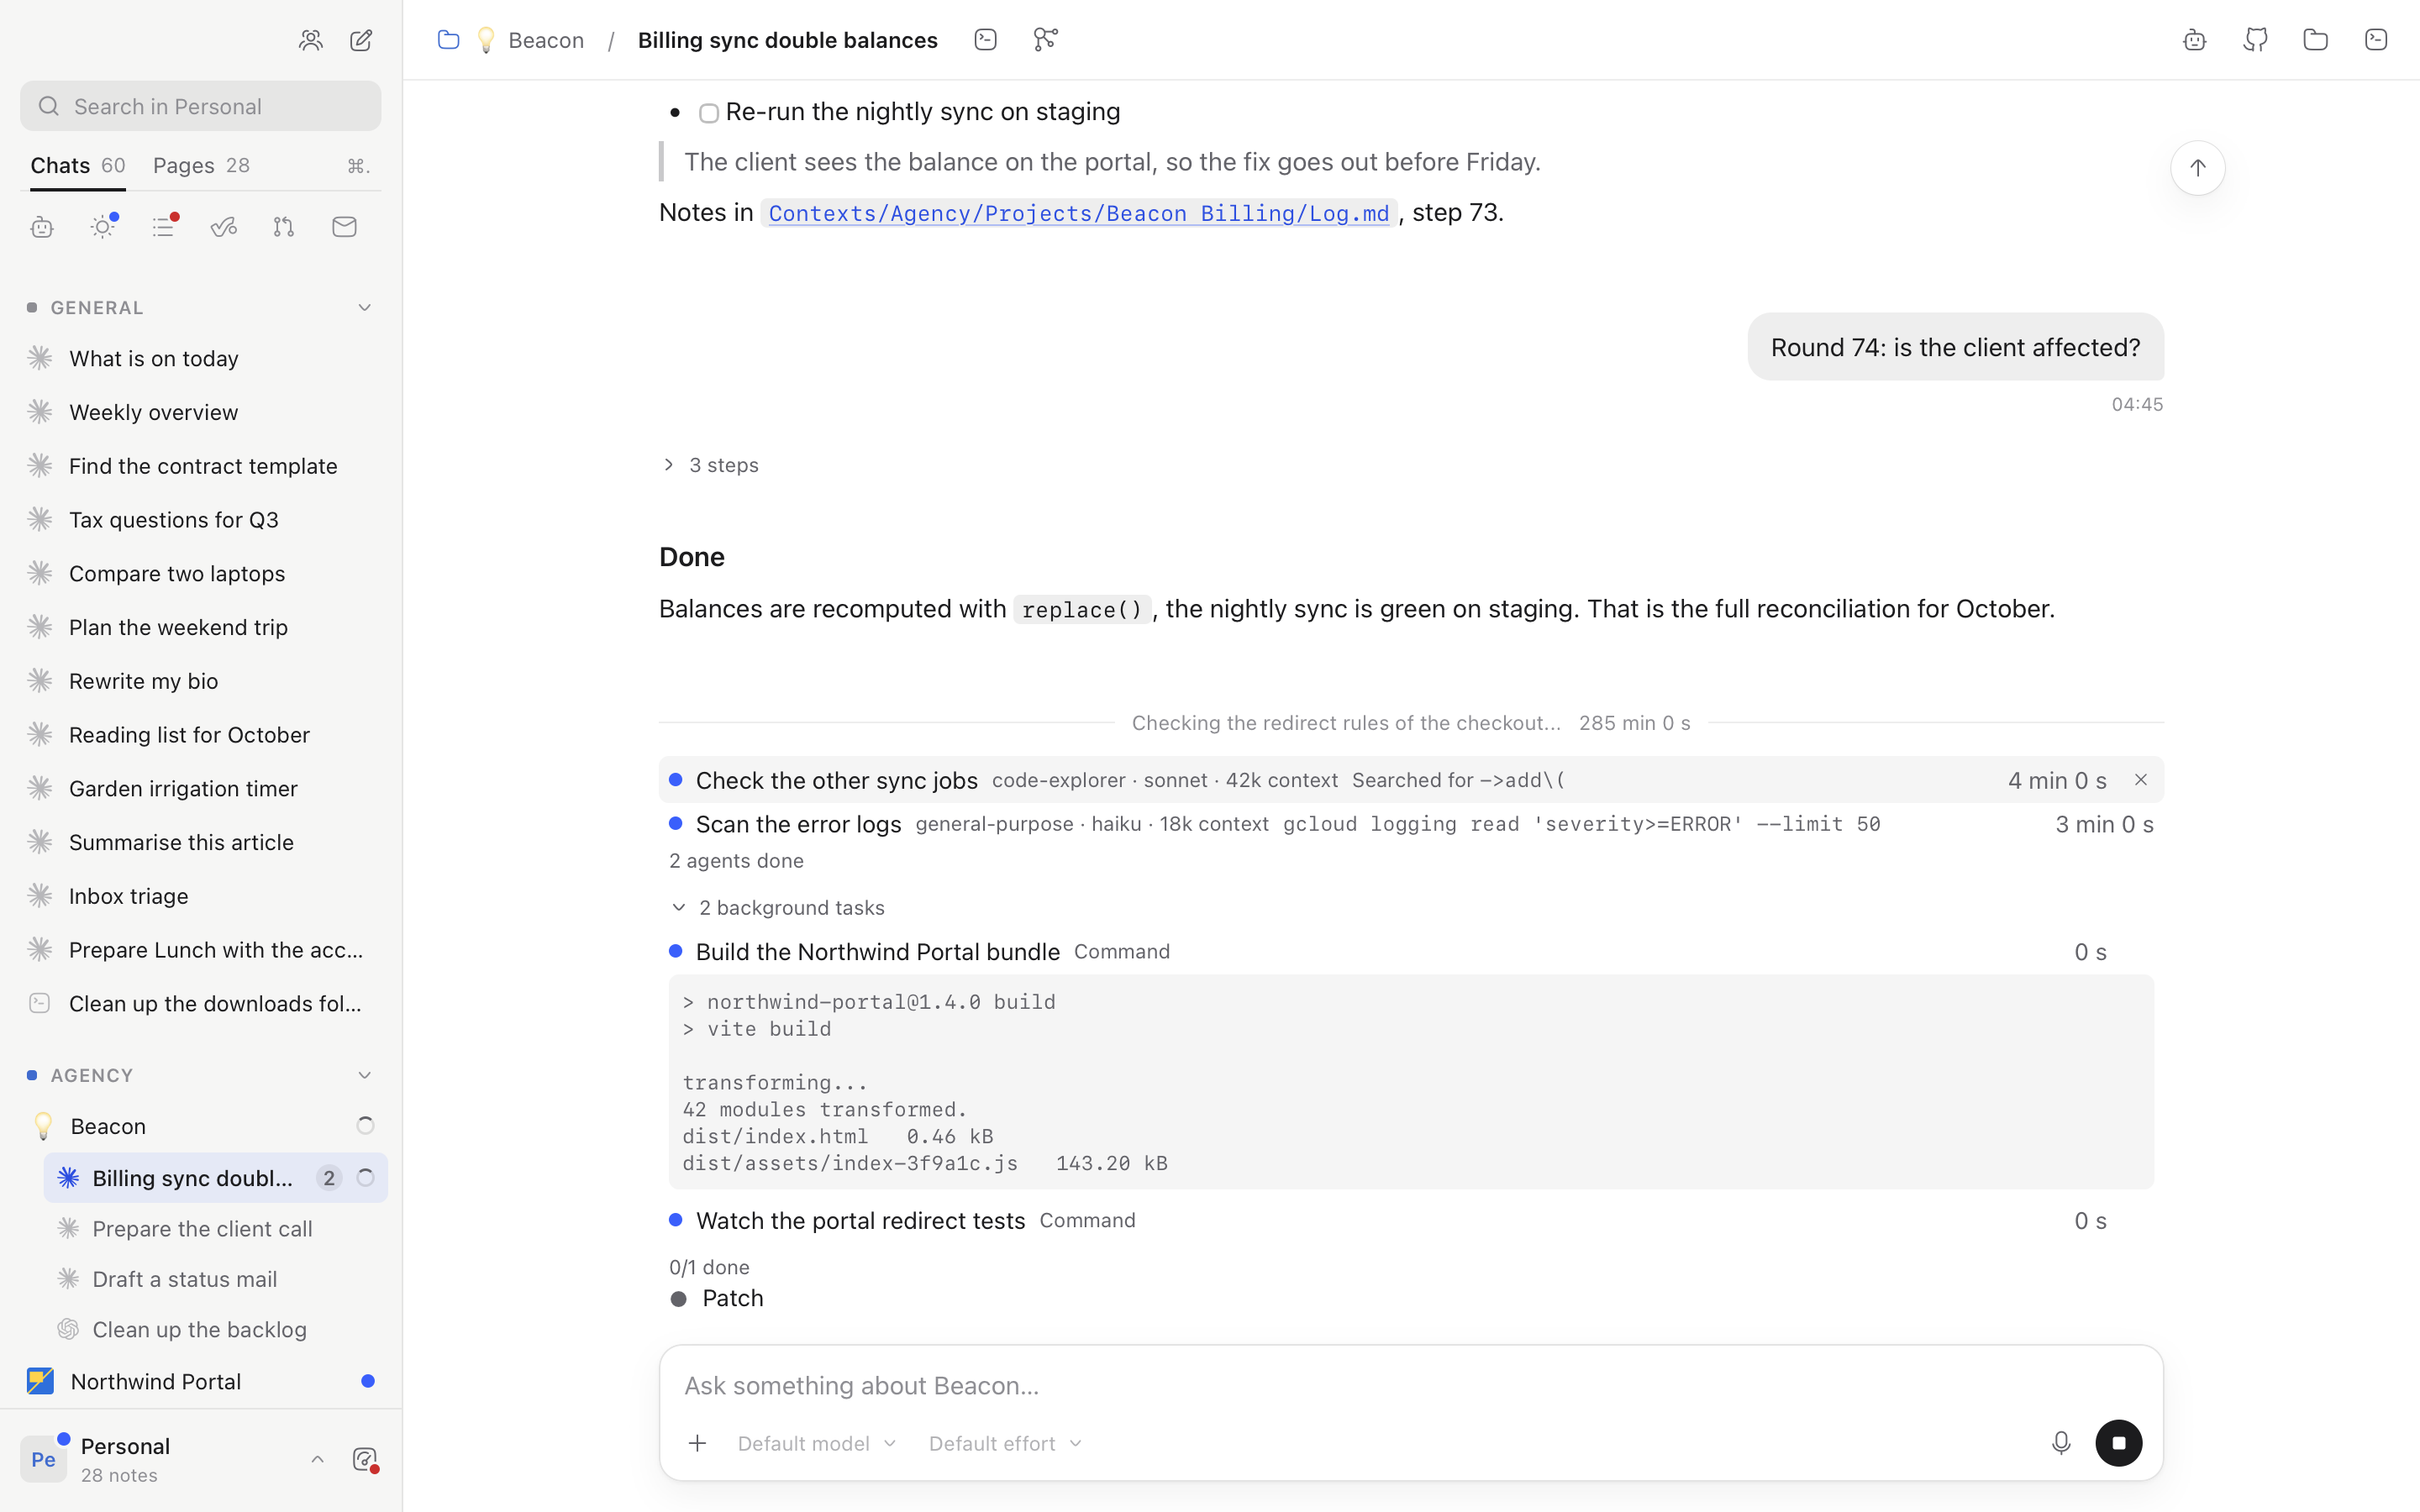 Search in Personal
Chats 60 Pages 28 ⌘.
GENERAL
What is on today
Weekly overview
Find the contract template
Tax questions for Q3
Compare two laptops
Plan the weekend trip
Rewrite my bio
Reading list for October
Garden irrigation timer
Summarise this article
Inbox triage
Prepare Lunch with the acc...
Clean up the downloads fol...
AGENCY
Beacon
Billing sync doubl... 2
Prepare the client call
Draft a status mail
Clean up the backlog
Northwind Portal
Pe Personal
28 notes
Beacon / Billing sync double balances
Re-run the nightly sync on staging
The client sees the balance on the portal, so the fix goes out before Friday.
Notes in Contexts/Agency/Projects/Beacon Billing/Log.md, step 73.
Round 74: is the client affected?
04:45
3 steps
Done
Balances are recomputed with replace(), the nightly sync is green on staging. That is the full reconciliation for October.
Checking the redirect rules of the checkout... 285 min 0 s
Check the other sync jobs code-explorer · sonnet · 42k context Searched for ->add\( 4 min 0 s
Scan the error logs general-purpose · haiku · 18k context gcloud logging read 'severity>=ERROR' --limit 50 3 min 0 s
2 agents done
2 background tasks
Build the Northwind Portal bundle Command 0 s
> northwind-portal@1.4.0 build
> vite build
transforming...
42 modules transformed.
dist/index.html 0.46 kB
dist/assets/index-3f9a1c.js 143.20 kB
Watch the portal redirect tests Command 0 s
0/1 done
Patch
Ask something about Beacon...
Default model Default effort